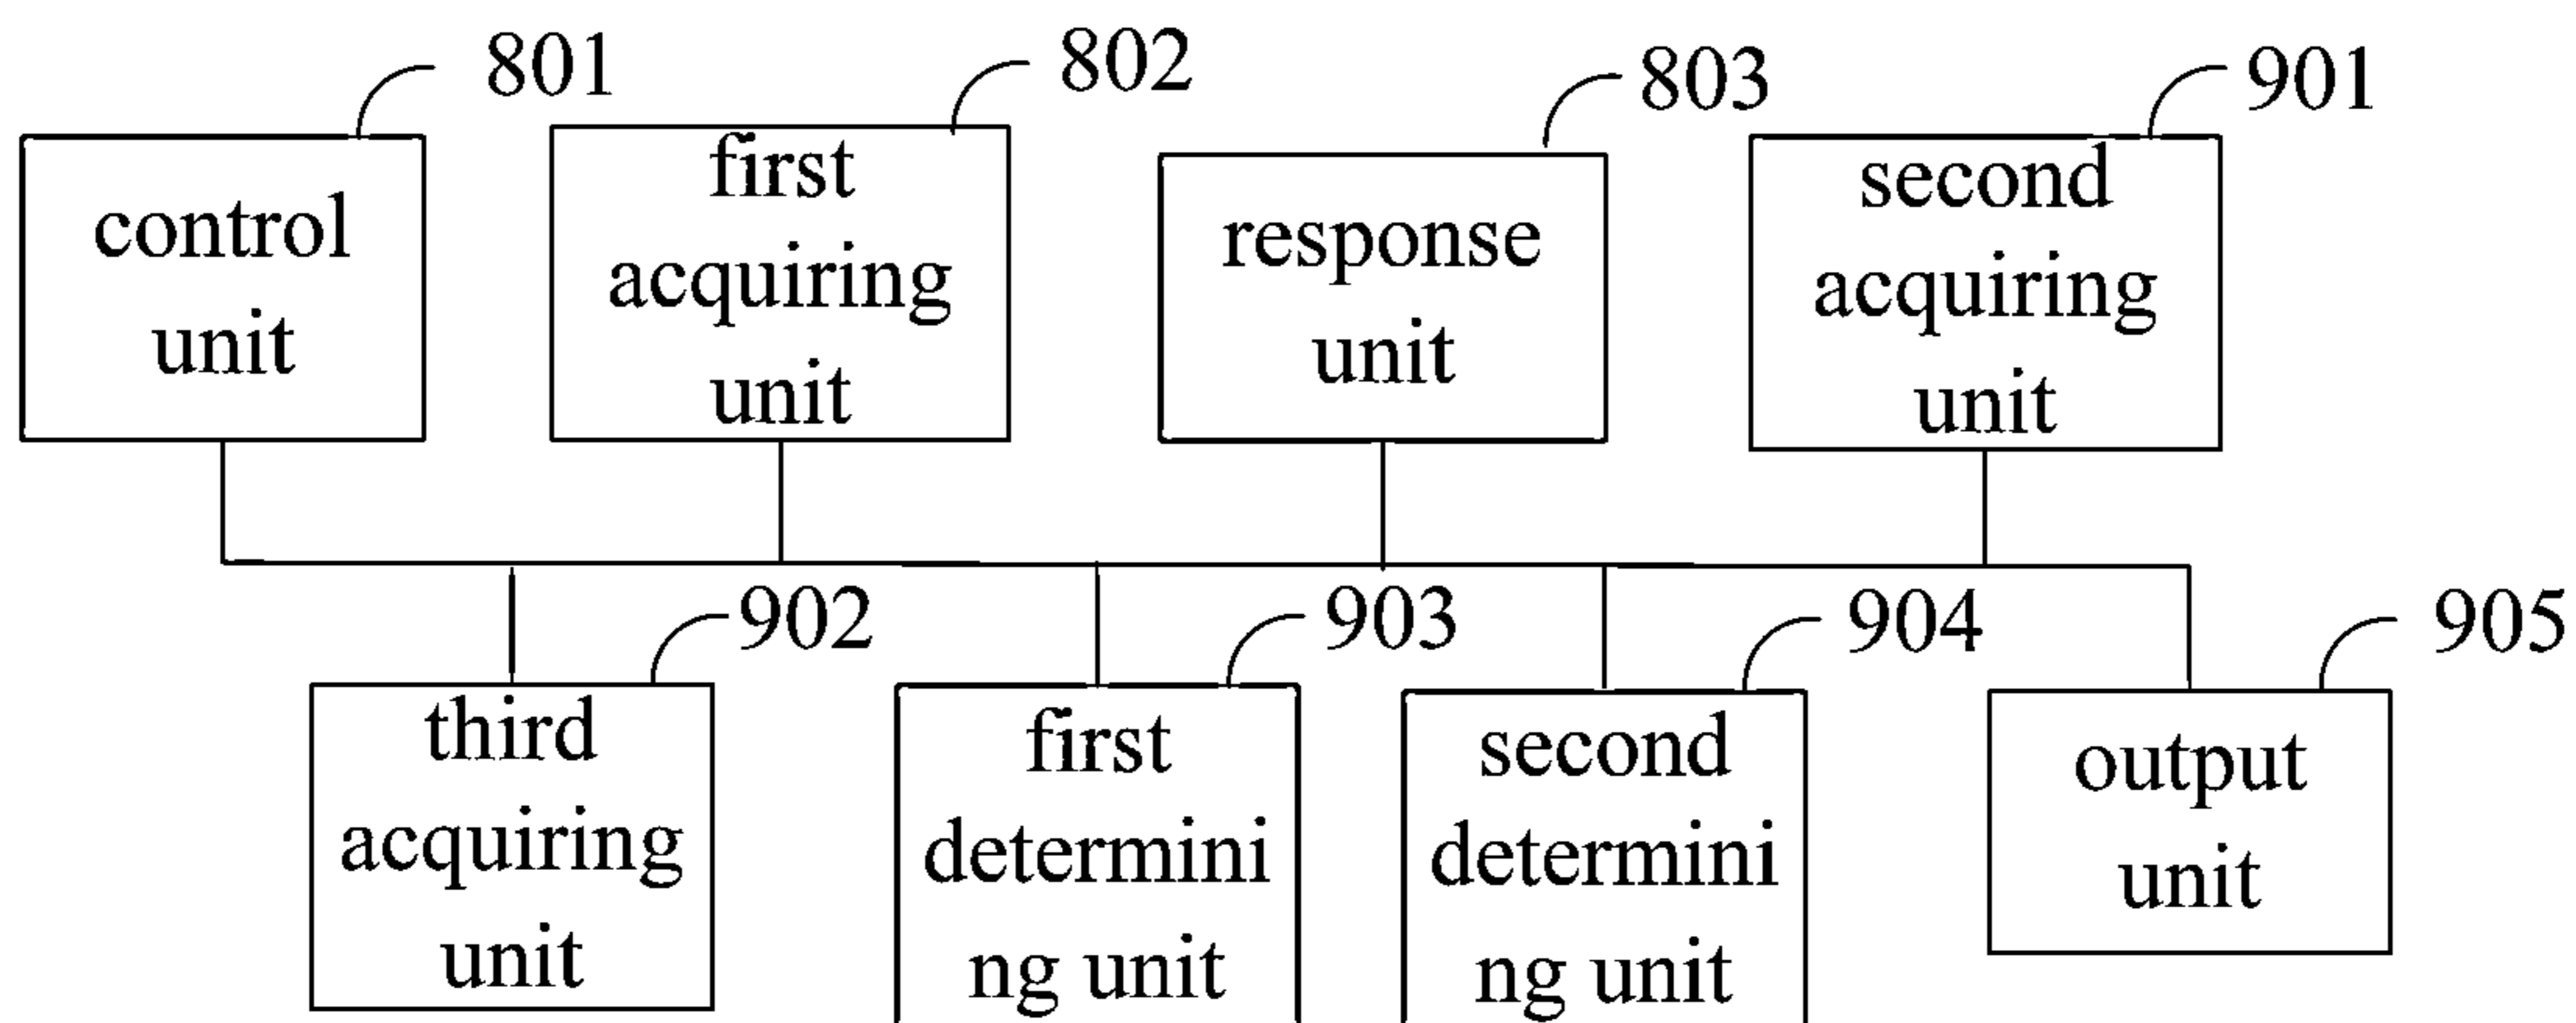 801
802
803
901
control
unit
first
acquiring
unit
response
unit
second
acquiring
unit
902
903
904
905
third
acquiring
unit
first
determini
ng unit
second
determini
ng unit
output
unit